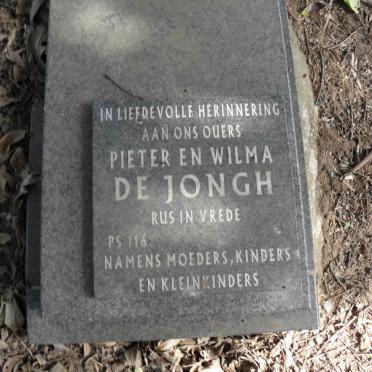 IN LIEFDEVOLLE HERINNERING
AAN ONS OUERS
PIETER EN WILMA
DE JONGH
RUS IN VREDE
PS 116
NAMENS MOEDERS, KINDERS
EN KLEINKINDERS